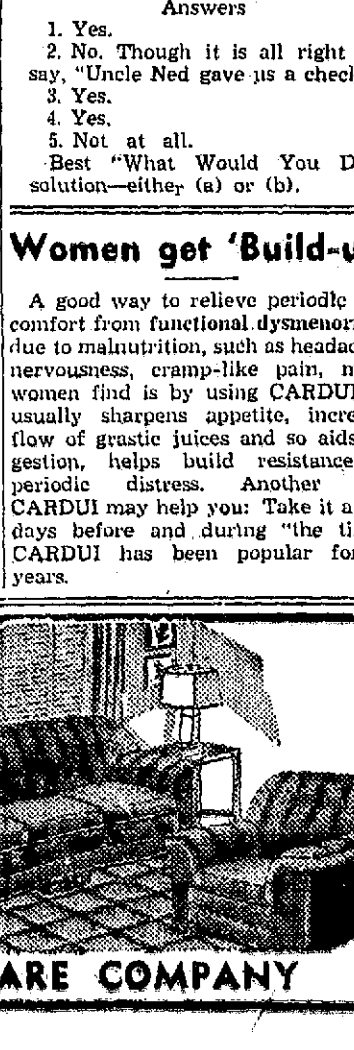 Answers
1. Yes.
2. No. Though it is all right
say, "Uncle Ned gave us a check
3. Yes.
4. Yes.
5. Not at all.
Best "What Would You D
solution—either (a) or (b).
Women get 'Build-u
A good way to relieve periodic
comfort from functional dysmenor
due to malnutrition, such as headac
nervousness, cramp-like pain, n
women find is by using CARDUI
usually sharpens appetite, incre
flow of grastic juices and so aids
gestion, helps build resistance
periodic distress. Another
CARDUI may help you: Take it a
days before and during "the ti
CARDUI has been popular for
years.
ARE COMPANY